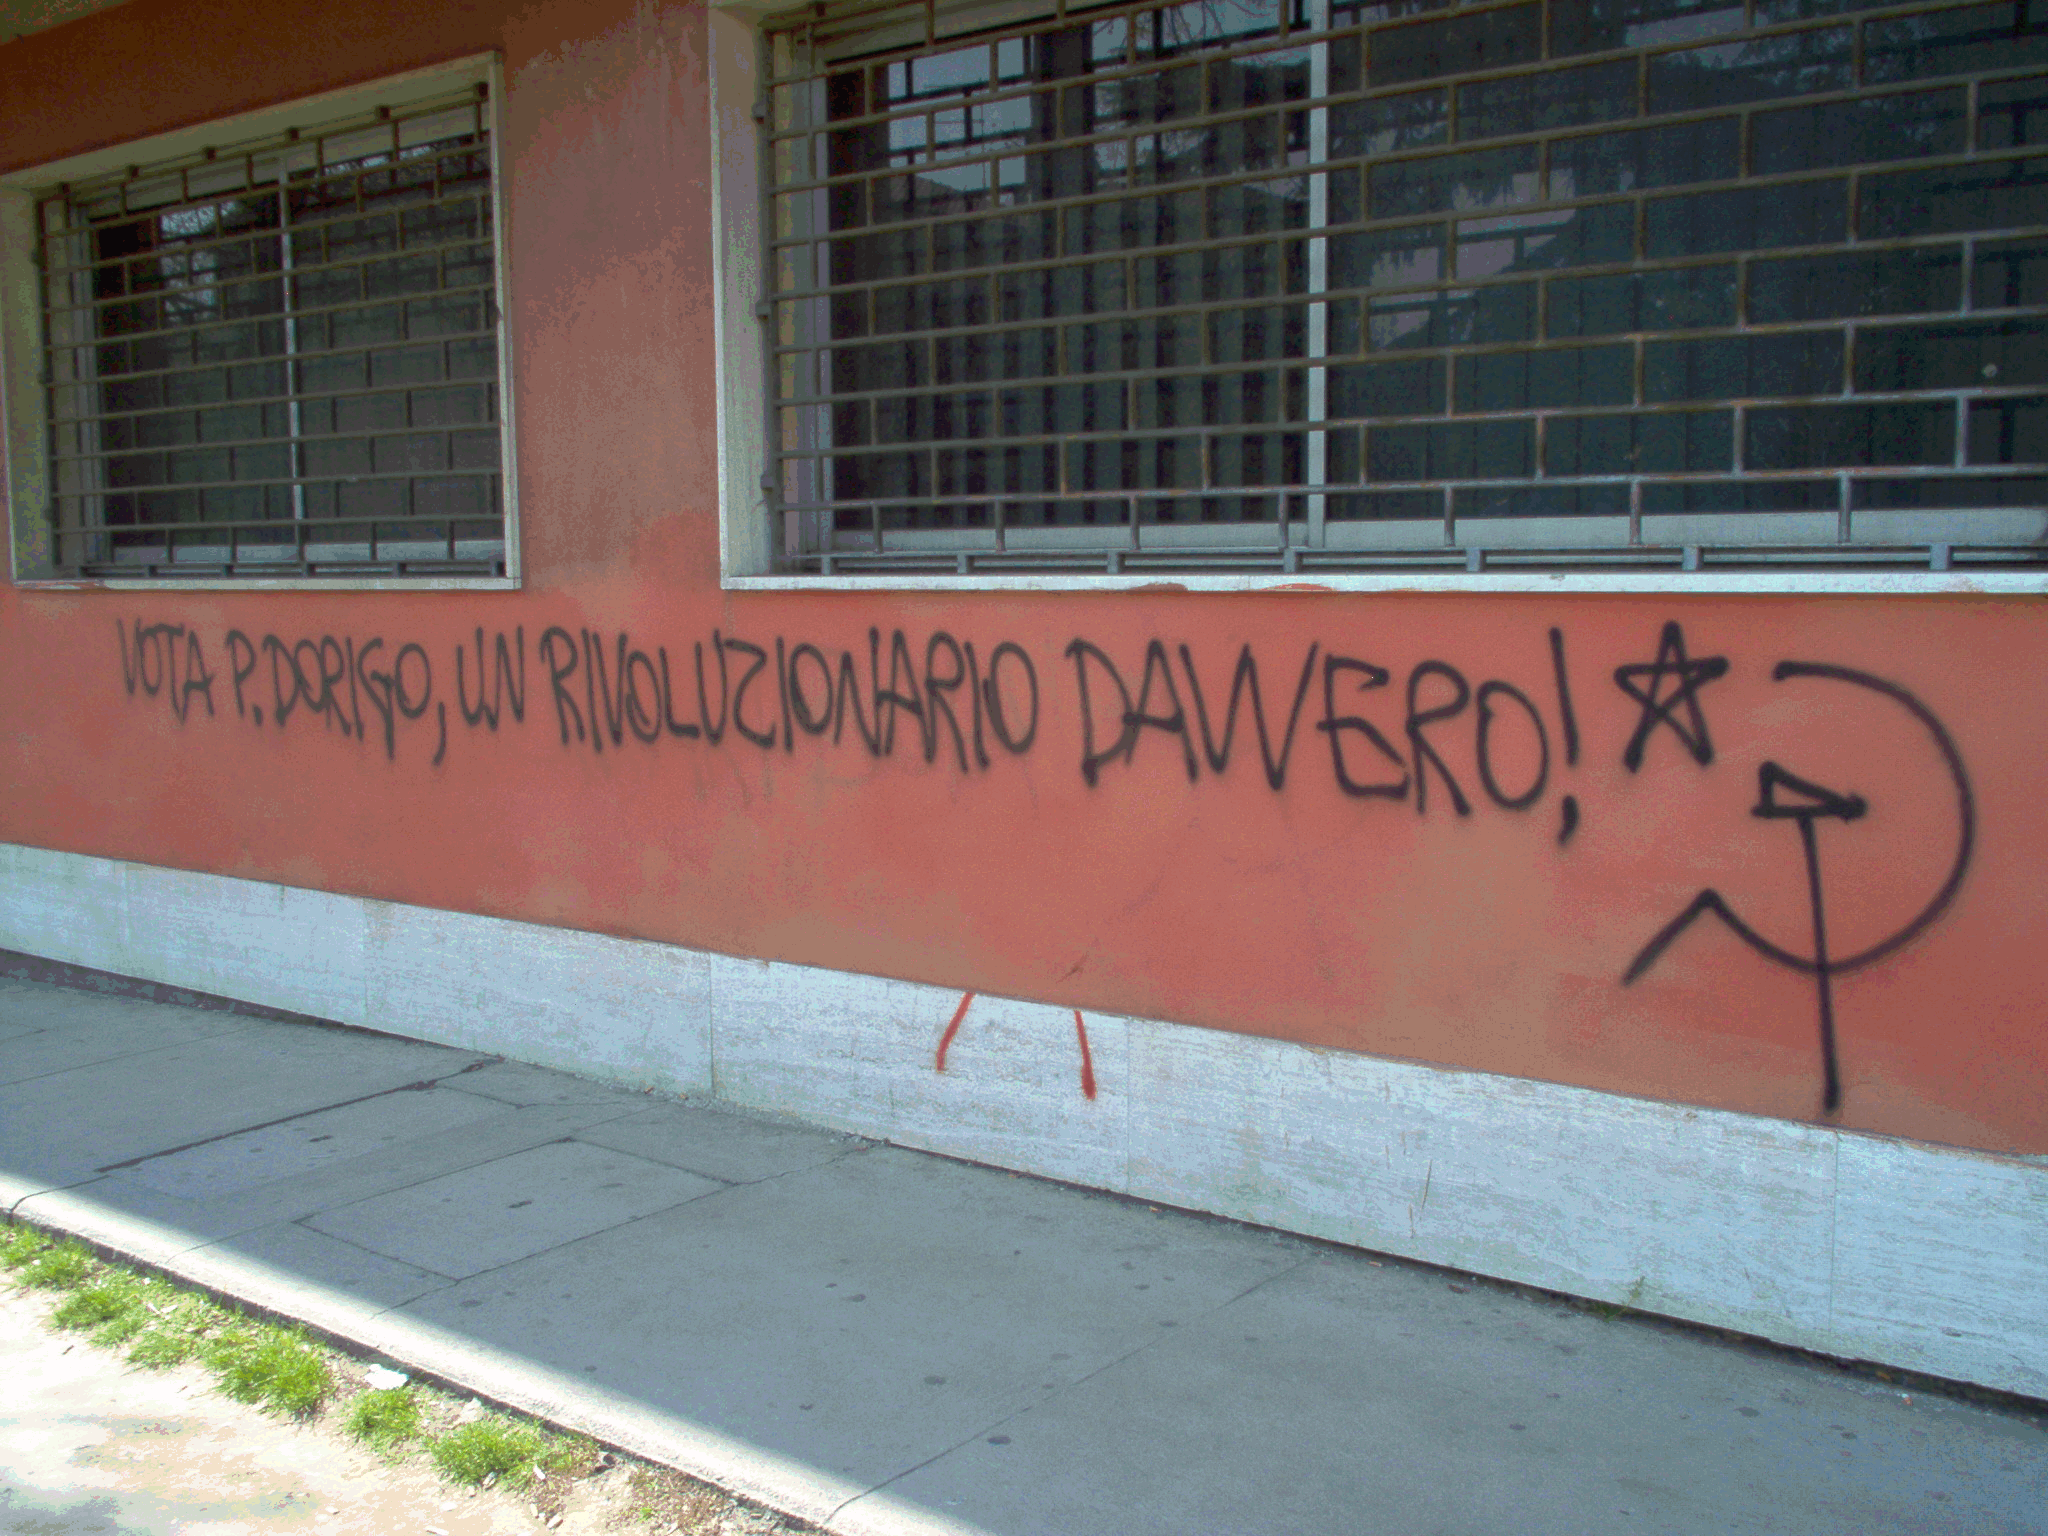 VOTA P. DORIGO, UN RIVOLUZIONARIO DAVVERO!